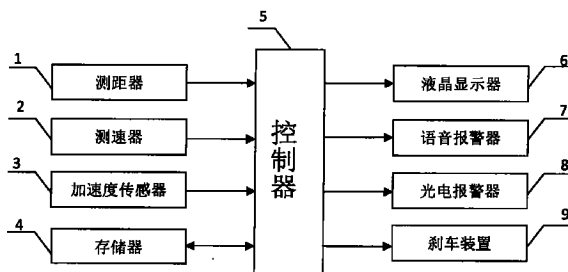 5
1
测距器
2
测速器
3
加速度传感器
4
存储器
控制器
6
液晶显示器
7
语音报警器
8
光电报警器
9
刹车装置